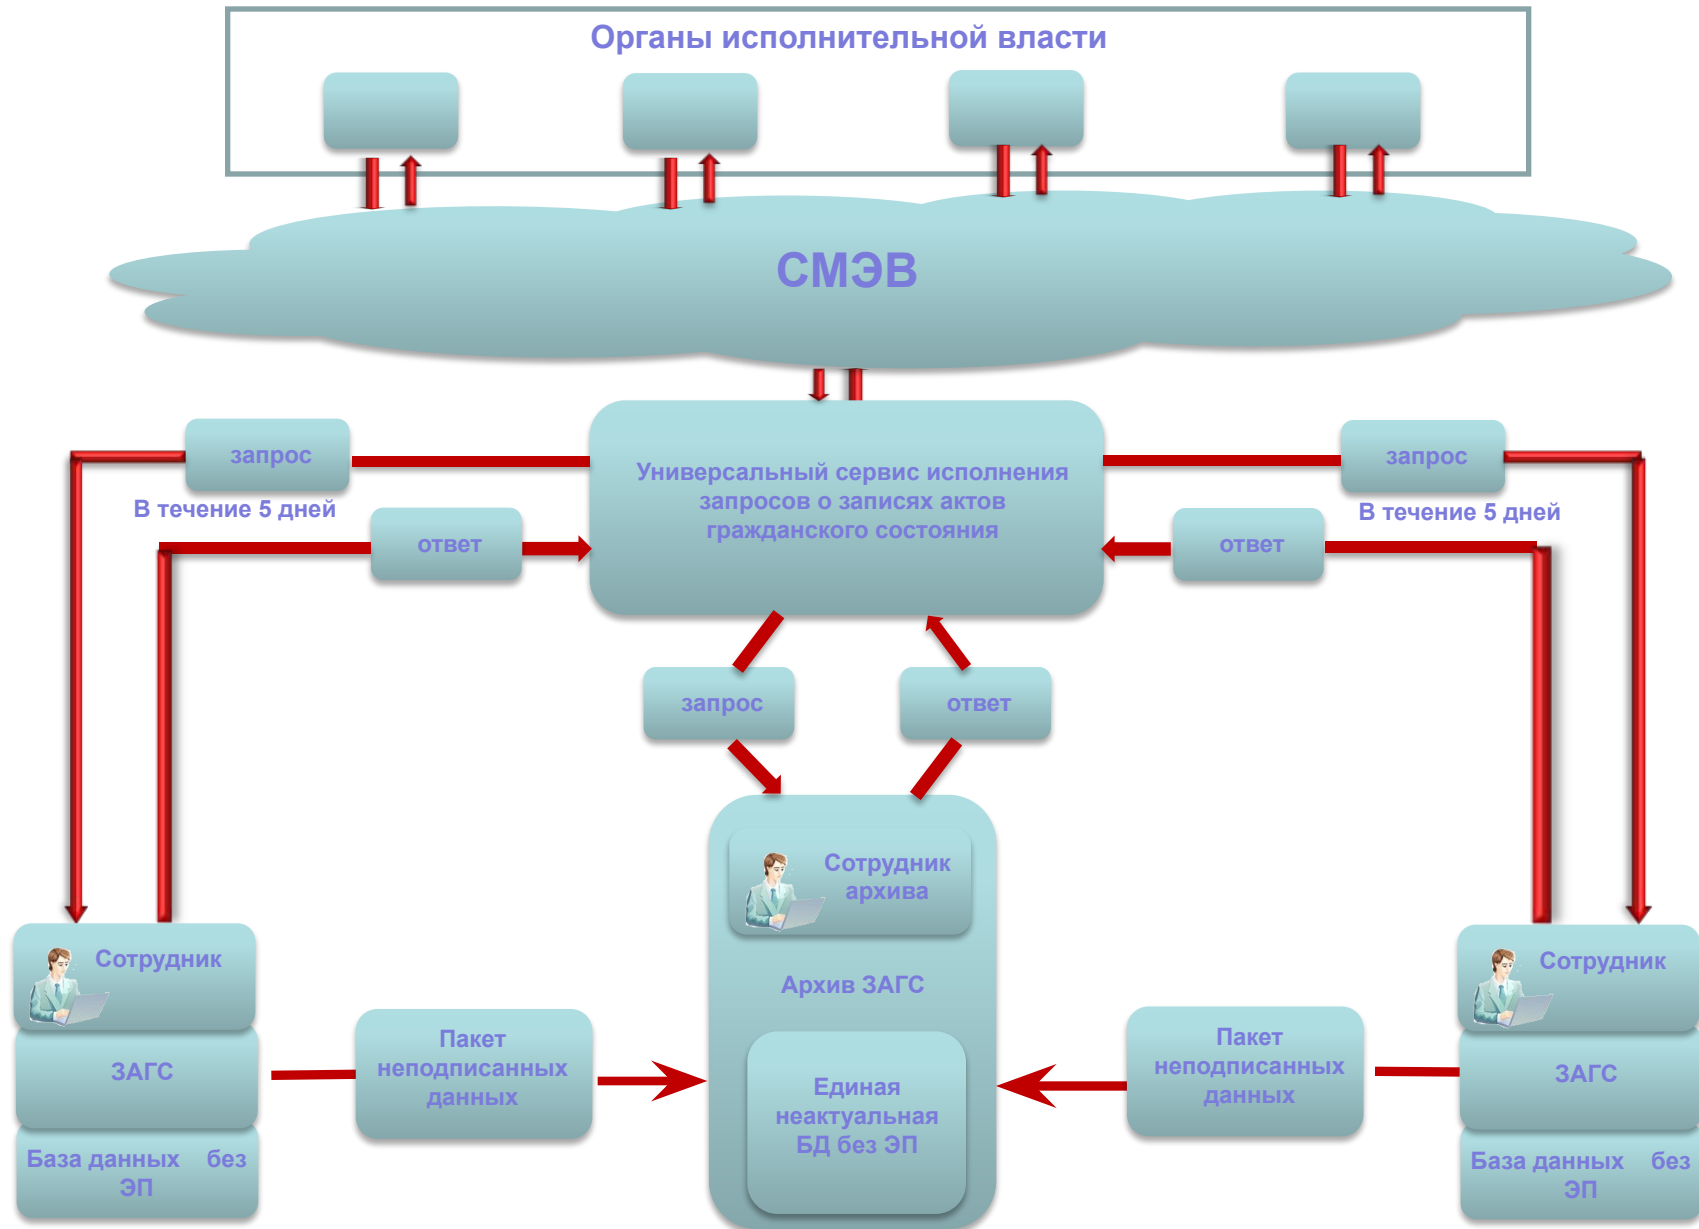 Органы исполнительной власти
СМЭВ
запрос
В течение 5 дней
ответ
Универсальный сервис исполнения
запросов о записях актов
гражданского состояния
запрос
В течение 5 дней
ответ
запрос
ответ
Сотрудник
архива
Архив ЗАГС
Единая
неактуальная
БД без ЭП
Сотрудник
ЗАГС
База данных без
ЭП
Пакет
неподписанных
данных
Пакет
неподписанных
данных
Сотрудник
ЗАГС
База данных без
ЭП